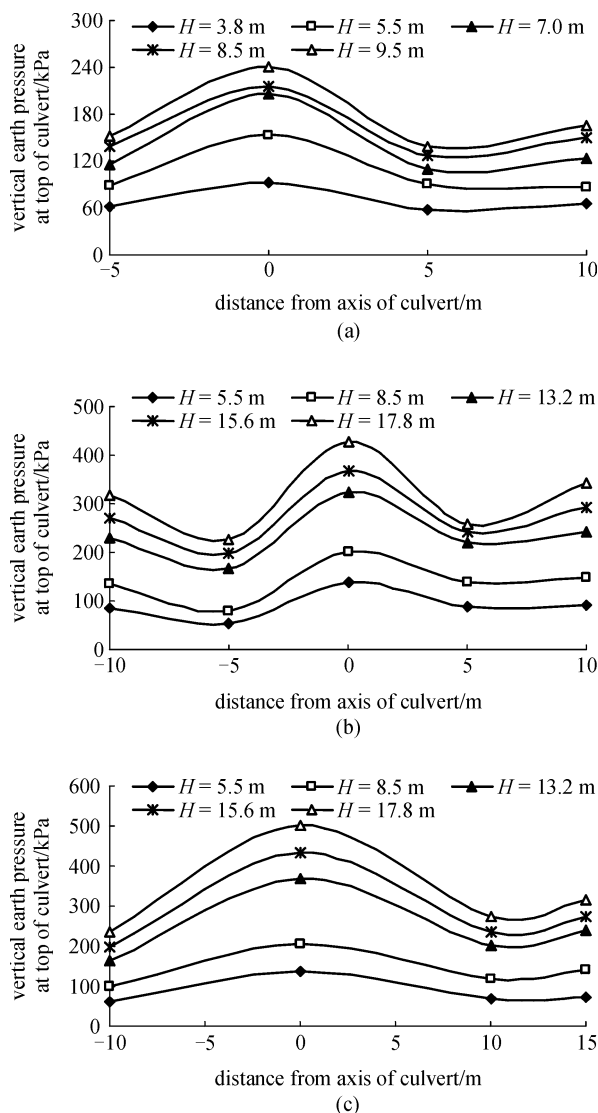 H = 3.8 m H = 5.5 m H = 7.0 m
H = 8.5 m H = 9.5 m
240
180
120
60
0
vertical earth pressure
at top of culvert/kPa
−5 0 5 10
distance from axis of culvert/m
(a)
H = 5.5 m H = 8.5 m H = 13.2 m
H = 15.6 m H = 17.8 m
500
400
300
200
100
0
vertical earth pressure
at top of culvert/kPa
−10 −5 0 5 10
distance from axis of culvert/m
(b)
H = 5.5 m H = 8.5 m H = 13.2 m
H = 15.6 m H = 17.8 m
600
500
400
300
200
100
0
vertical earth pressure
at top of culvert/kPa
−10 −5 0 5 10 15
distance from axis of culvert/m
(c)